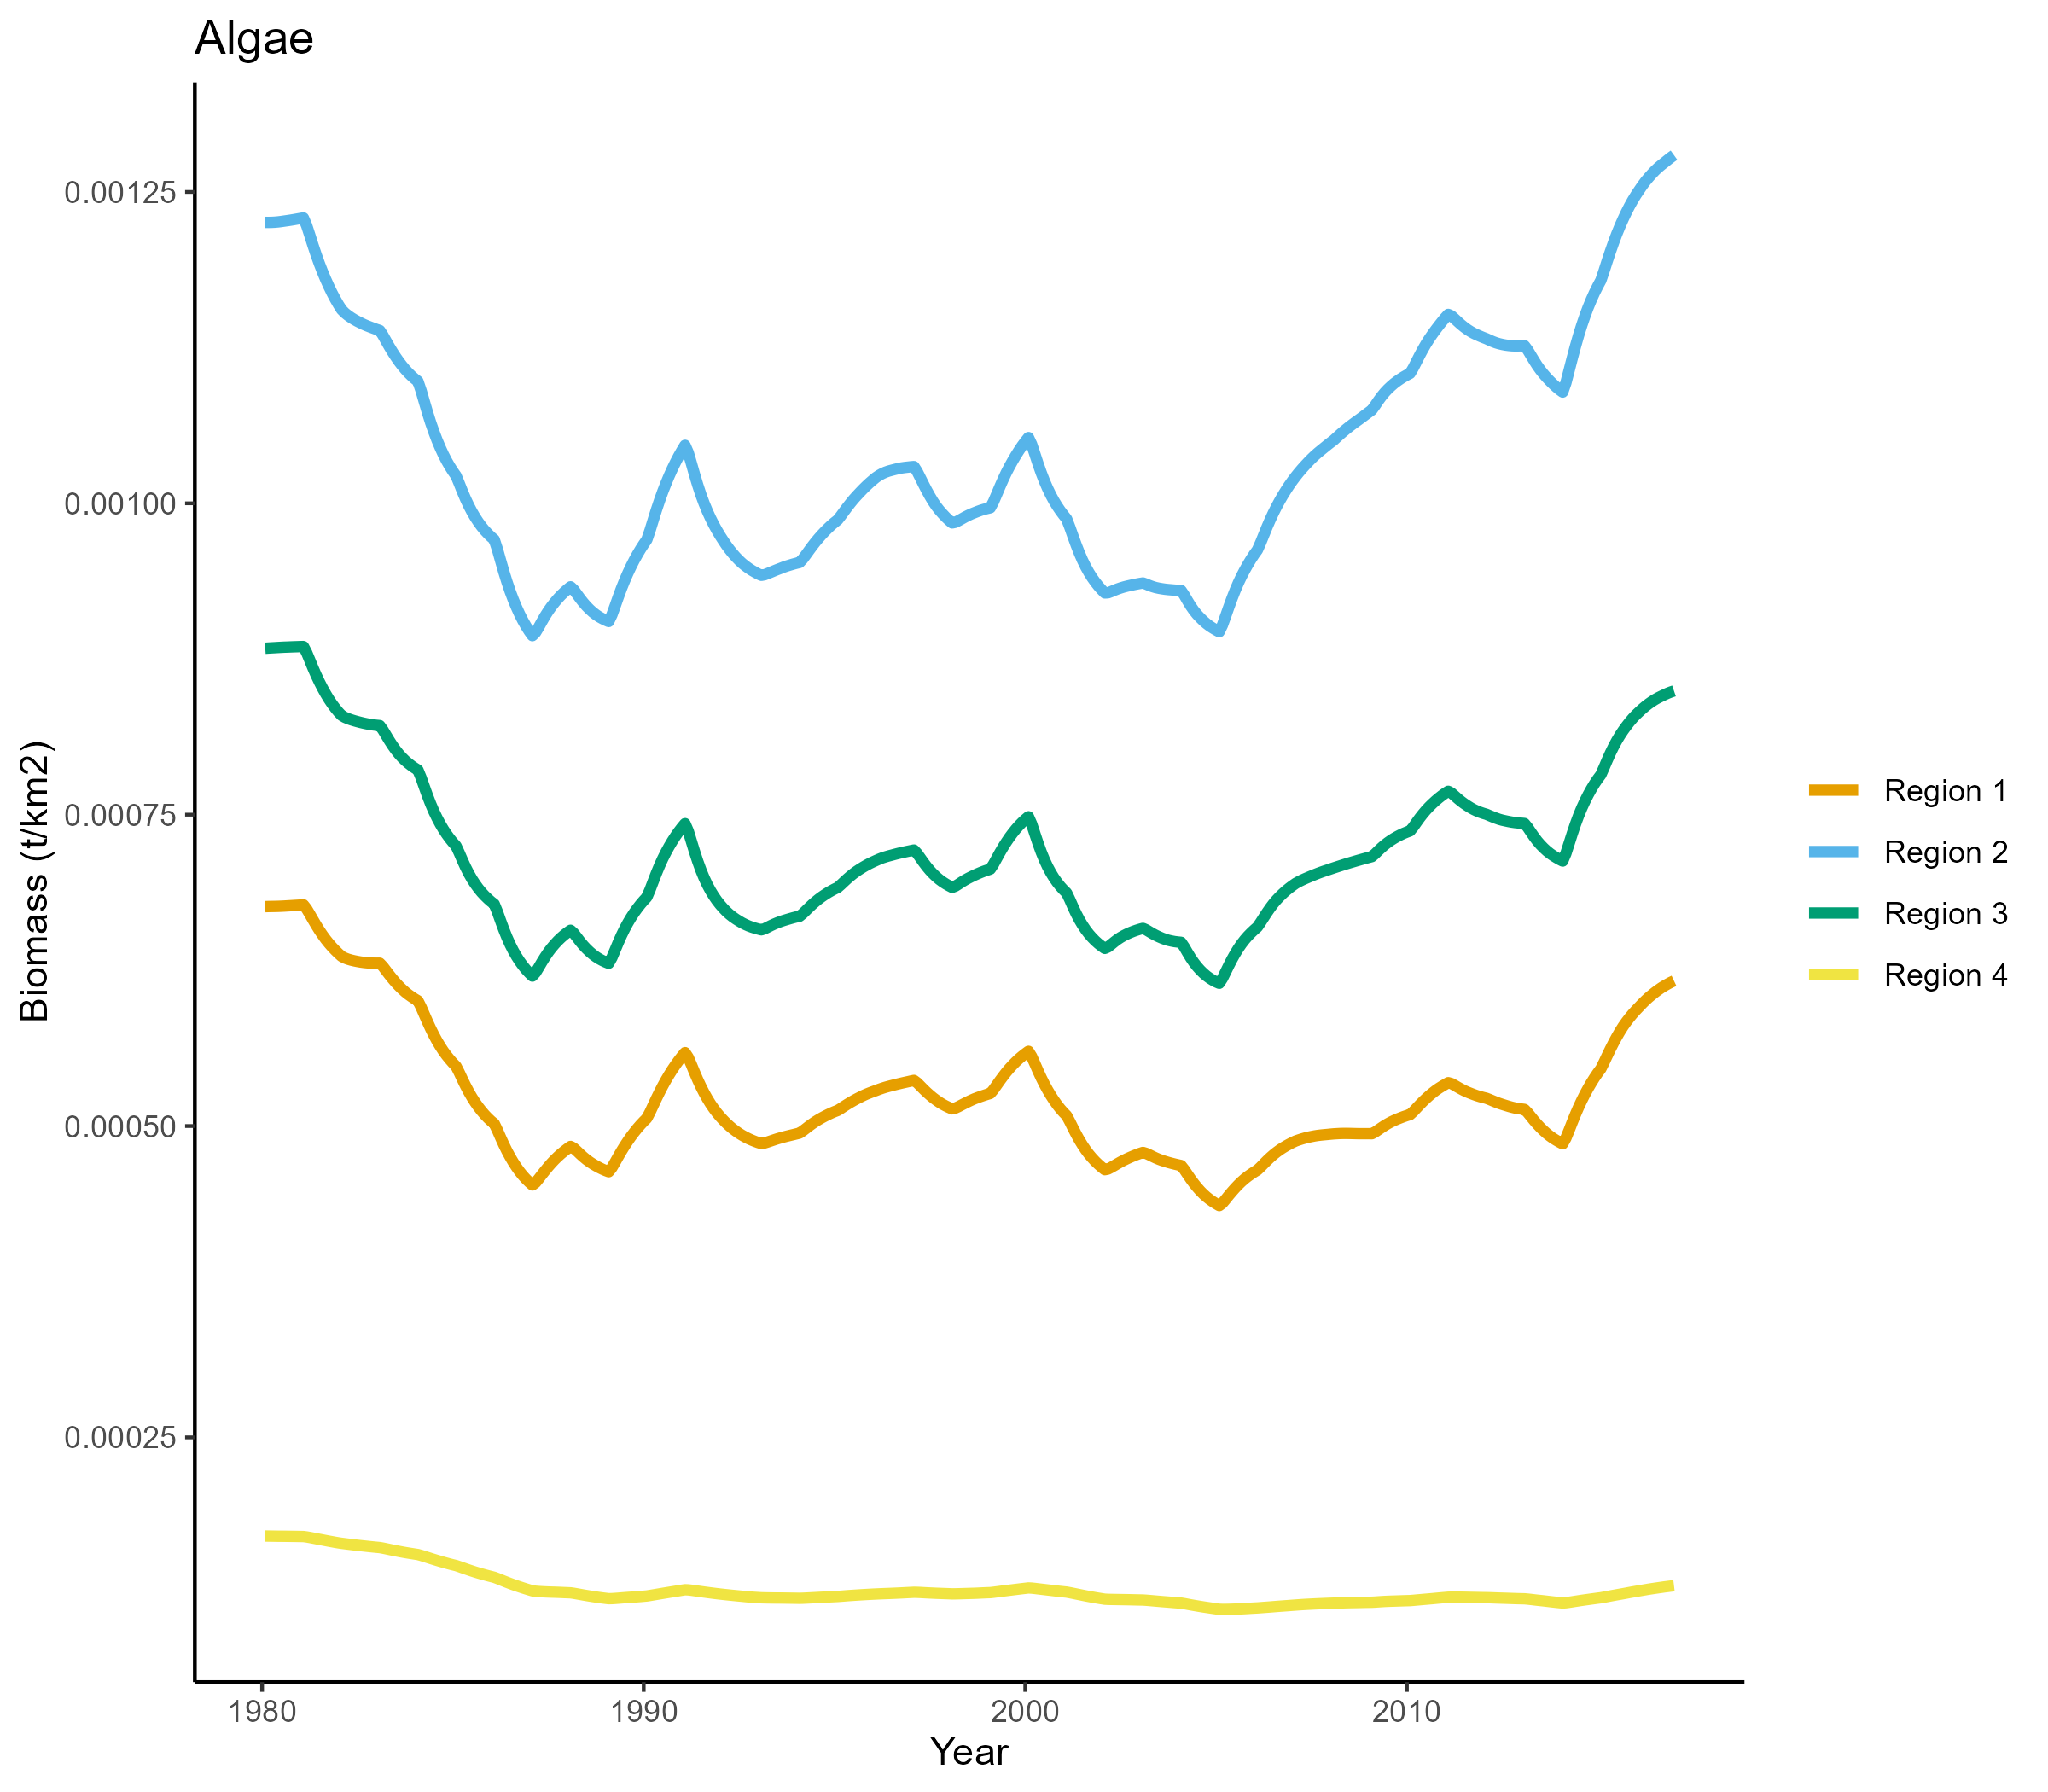 Algae
0.00125
0.00100
0.00075
0.00050
0.00025
Biomass (t/km2)
1980 1990 2000 2010
Year
Region 1
Region 2
Region 3
Region 4